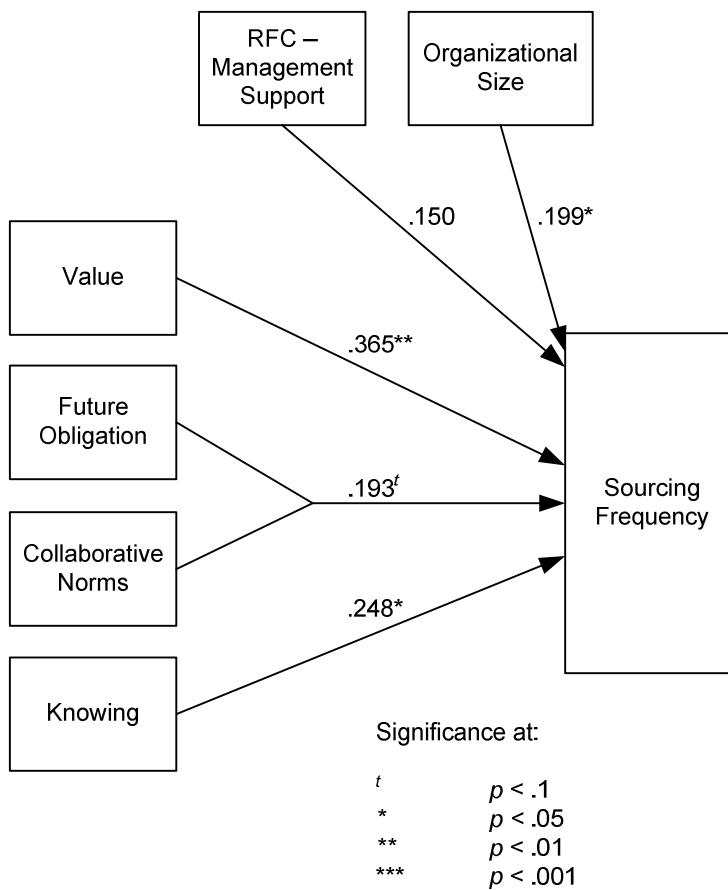 RFC –
Management
Support
Organizational
Size
.150
.199*
Value
.365**
Future
Obligation
.193t
Sourcing
Frequency
Collaborative
Norms
.248*
Knowing
Significance at:
t p < .1
* p < .05
** p < .01
*** p < .001